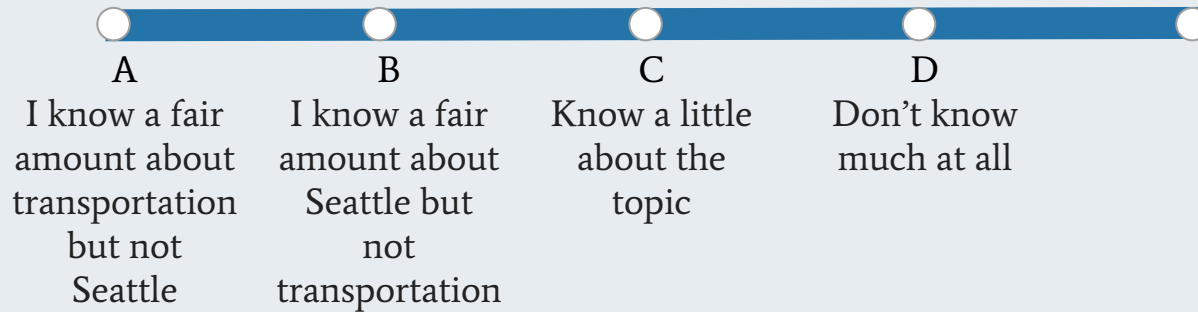 A
I know a fair
amount about
transportation
but not
Seattle
B
I know a fair
amount about
Seattle but
not
transportation
C
Know a little
about the
topic
D
Don’t know
much at all